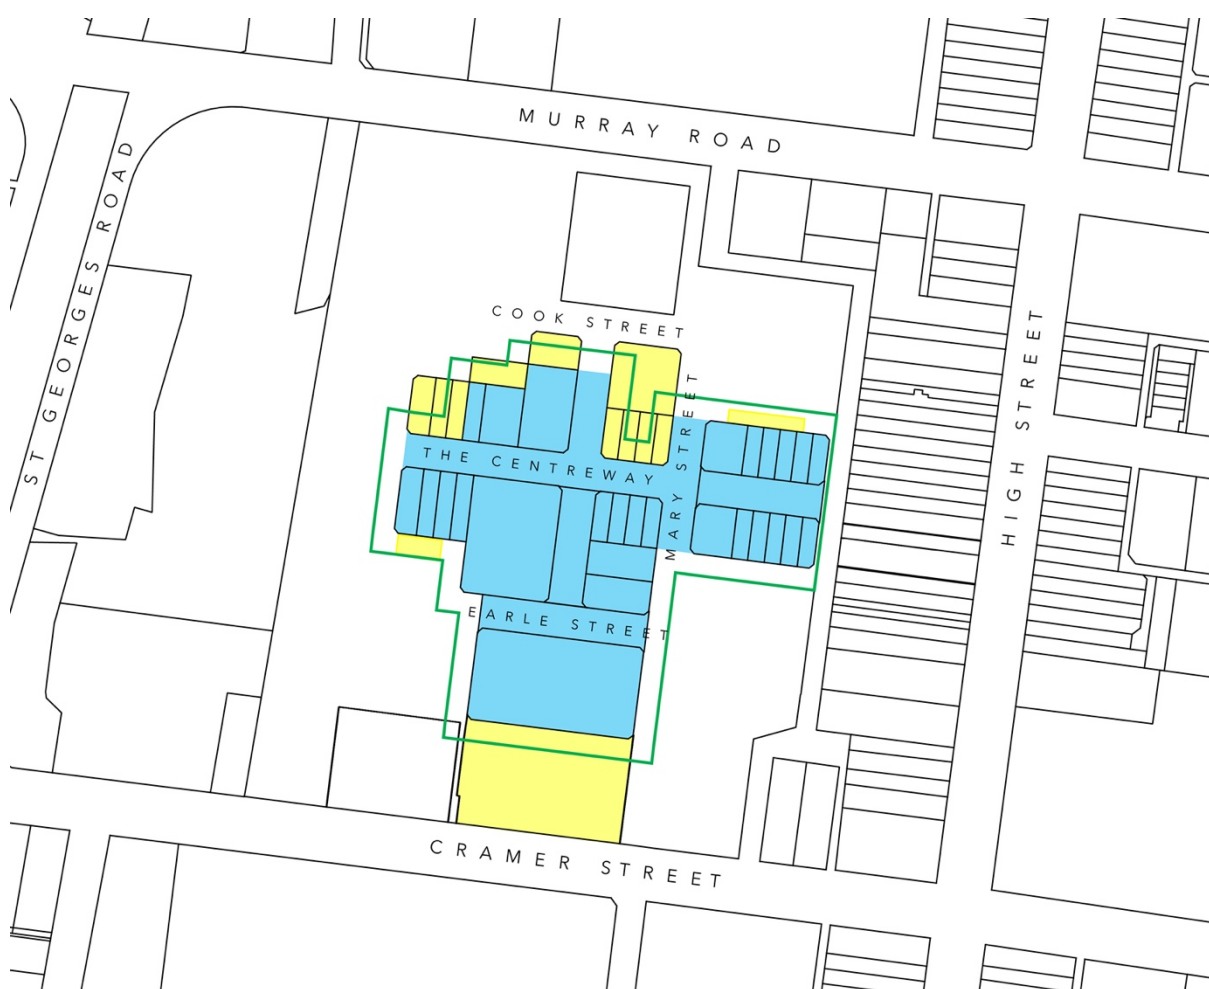 MURRAY ROAD
ST GEORGES ROAD
COOK STREET
HIGH STREET
THE CENTREWAY
MARY STREET
EARLE STREET
CRAMER STREET